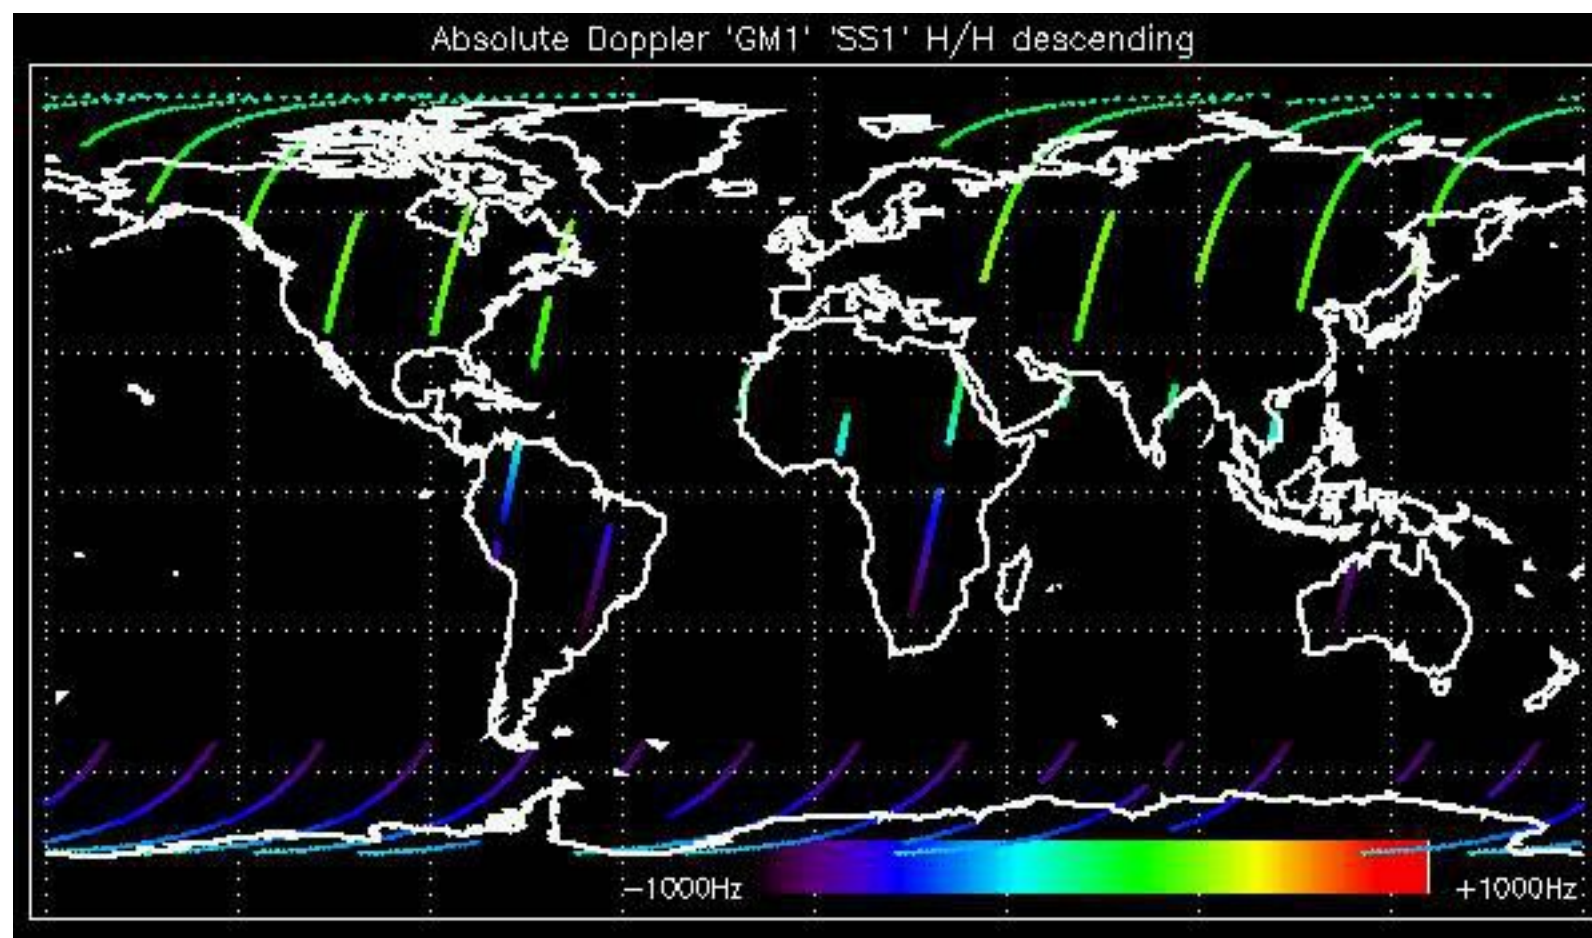 Absolute Doppler 'GM1' 'SS1' H/H descending
-1000Hz
+1000Hz